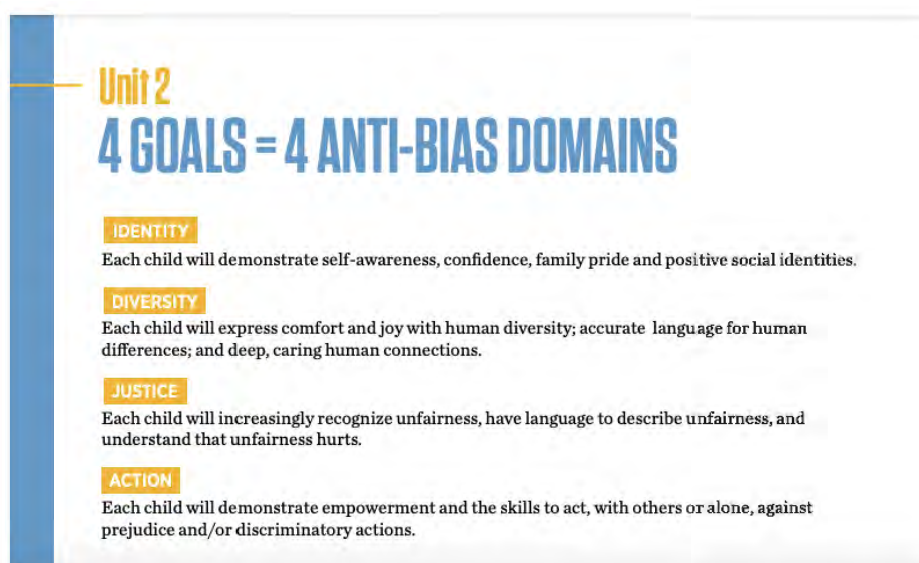 Unit 2
4 GOALS = 4 ANTI-BIAS DOMAINS
IDENTITY
Each child will demonstrate self-awareness, confidence, family pride and positive social identities.
DIVERSITY
Each child will express comfort and joy with human diversity; accurate language for human
differences; and deep, caring human connections.
JUSTICE
Each child will increasingly recognize unfairness, have language to describe unfairness, and
understand that unfairness hurts.
ACTION
Each child will demonstrate empowerment and the skills to act, with others or alone, against
prejudice and/or discriminatory actions.